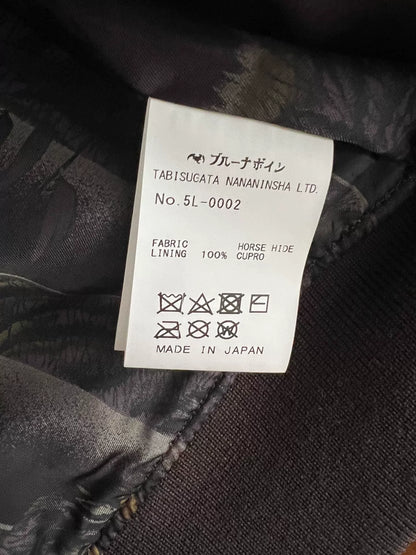 ブルーナボイン
TABISUGATA NANANINSHA LTD.
No.5L-0002
FABRIC HORSE HIDE
LINING 100% CUPRO
W
MADE IN JAPAN